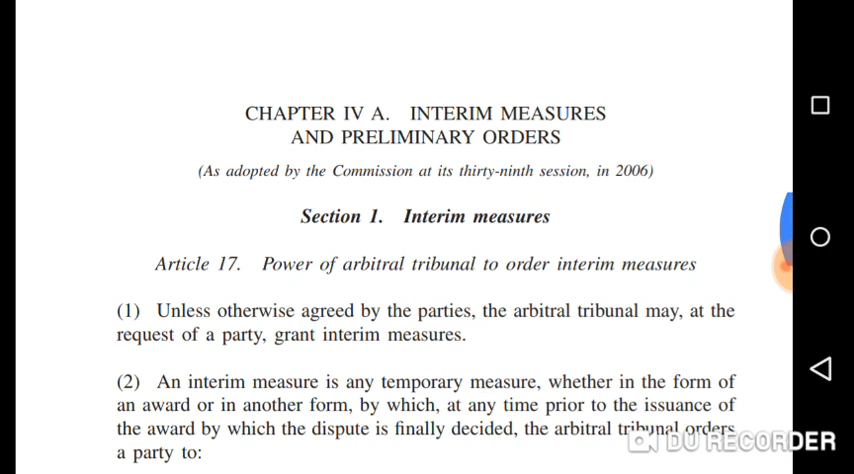 CHAPTER IV A. INTERIM MEASURES
AND PRELIMINARY ORDERS
(As adopted by the Commission at its thirty-ninth session, in 2006)
Section 1. Interim measures
Article 17. Power of arbitral tribunal to order interim measures
(1) Unless otherwise agreed by the parties, the arbitral tribunal may, at the
request of a party, grant interim measures.
(2) An interim measure is any temporary measure, whether in the form of
an award or in another form, by which, at any time prior to the issuance of
the award by which the dispute is finally decided, the arbitral tribunal orders
a party to:
DU RECORDER